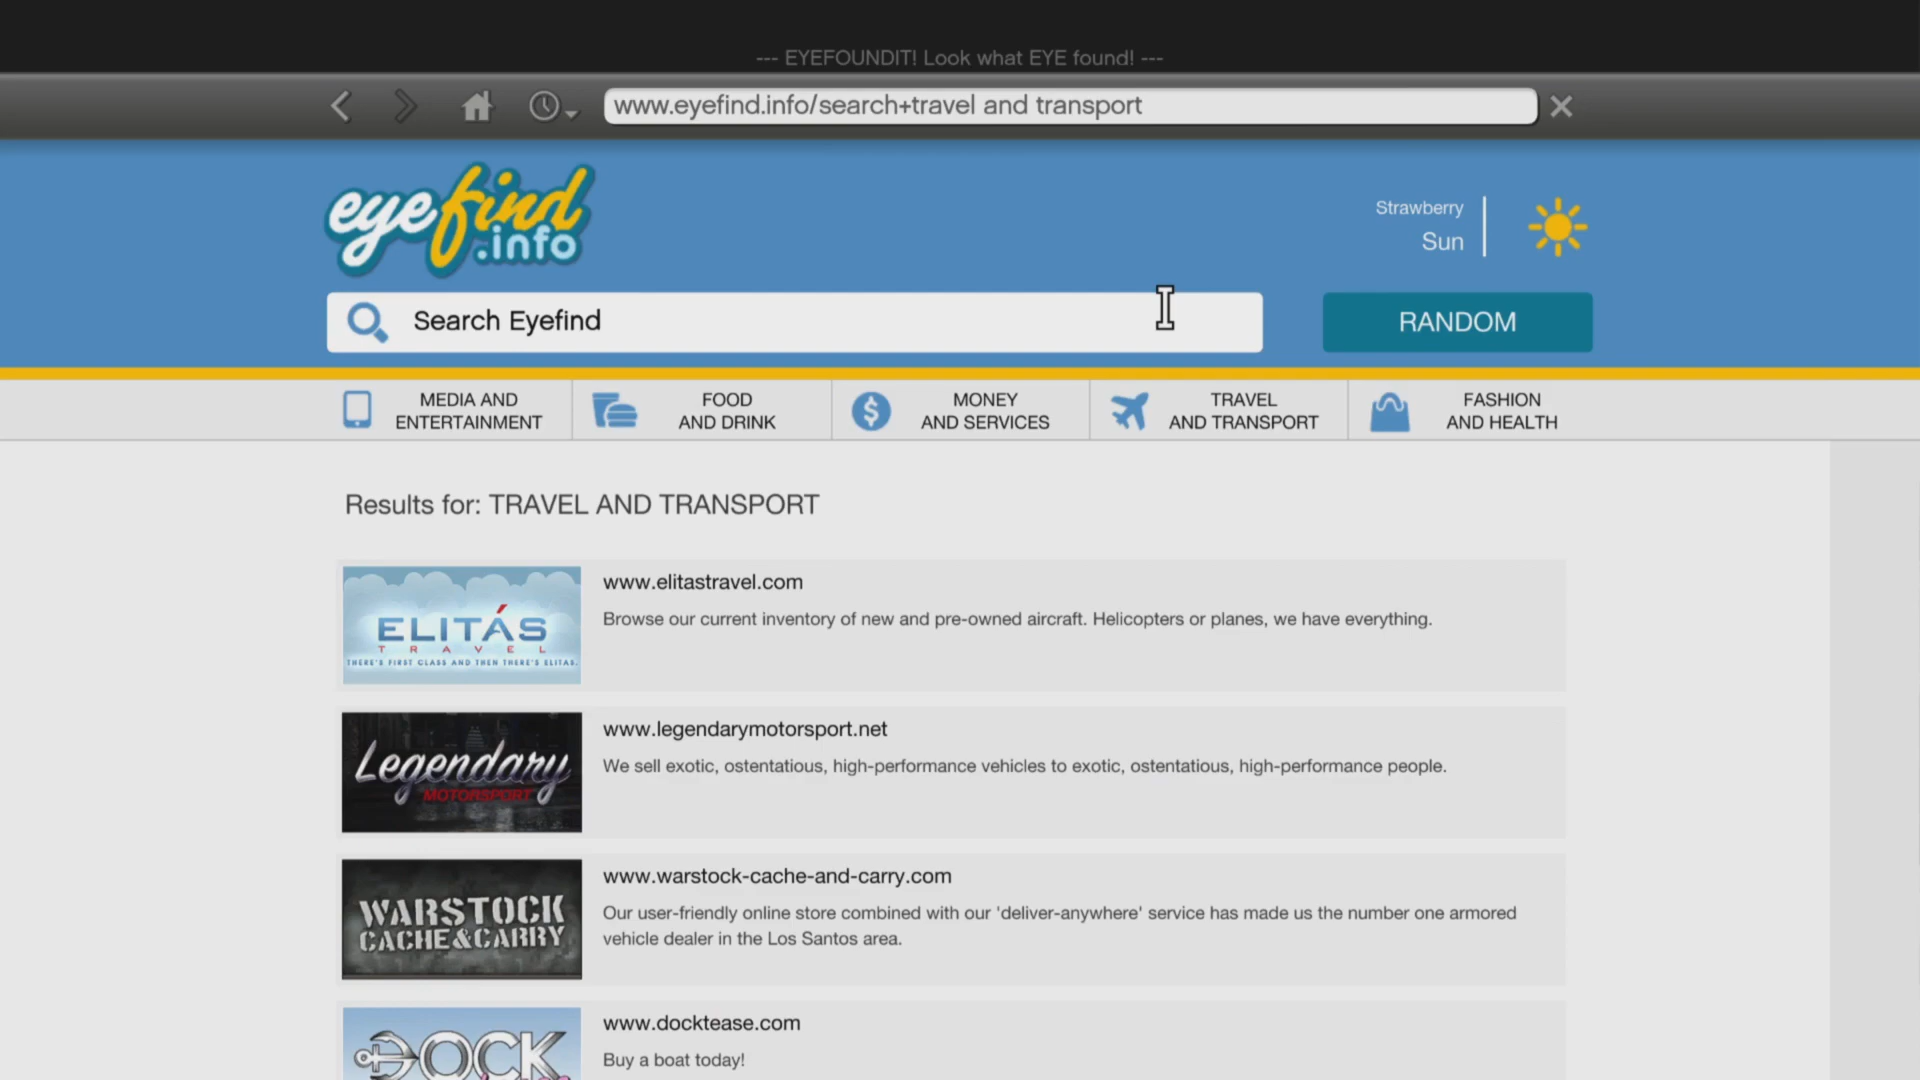 --- EYEFOUNDIT! Look what EYE found! ---
www.eyefind.info/search+travel and transport
eyefind
.info
Strawberry
Sun
Search Eyefind
RANDOM
MEDIA AND
ENTERTAINMENT
FOOD
AND DRINK
MONEY
AND SERVICES
TRAVEL
AND TRANSPORT
FASHION
AND HEALTH
Results for: TRAVEL AND TRANSPORT
ELITÁS
TRAVEL
THERE'S FIRST CLASS AND THEN THERE'S ELITAS.
www.elitastravel.com
Browse our current inventory of new and pre-owned aircraft. Helicopters or planes, we have everything.
Legendary
MOTORSPORT
www.legendarymotorsport.net
We sell exotic, ostentatious, high-performance vehicles to exotic, ostentatious, high-performance people.
WARSTOCK
CACHE&CARRY
www.warstock-cache-and-carry.com
Our user-friendly online store combined with our 'deliver-anywhere' service has made us the number one armored
vehicle dealer in the Los Santos area.
DOCK
www.docktease.com
Buy a boat today!